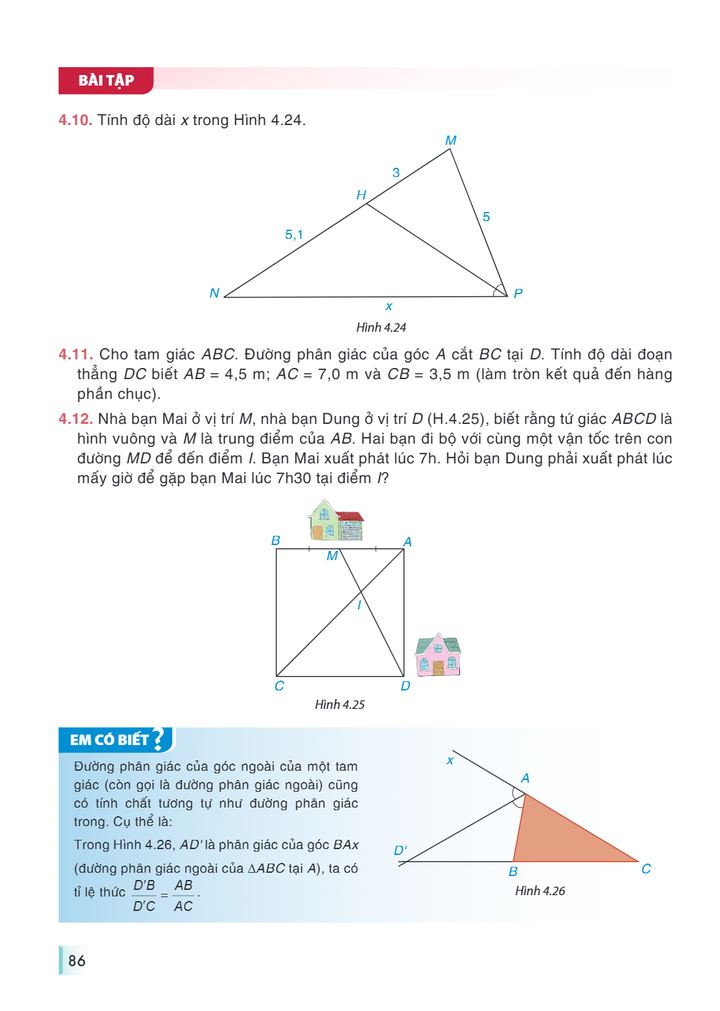 BÀI TẬP
4.10. Tính độ dài x trong Hình 4.24.
M
3
H
5
5,1
N
P
x
Hình 4.24
4.11. Cho tam giác ABC. Đường phân giác của góc A cắt BC tại D. Tính độ dài đoạn
thẳng DC biết AB = 4,5 m; AC = 7,0 m và CB = 3,5 m (làm tròn kết quả đến hàng
phần chục).
4.12. Nhà bạn Mai ở vị trí M, nhà bạn Dung ở vị trí D (H.4.25), biết rằng tứ giác ABCD là
hình vuông và M là trung điểm của AB. Hai bạn đi bộ với cùng một vận tốc trên con
đường MD để đến điểm I. Bạn Mai xuất phát lúc 7h. Hỏi bạn Dung phải xuất phát lúc
mấy giờ để gặp bạn Mai lúc 7h30 tại điểm I?
B
A
M
I
C
D
Hình 4.25
EM CÓ BIẾT?
Đường phân giác của góc ngoài của một tam
giác (còn gọi là đường phân giác ngoài) cũng
có tính chất tương tự như đường phân giác
trong. Cụ thể là:
Trong Hình 4.26, AD' là phân giác của góc BAx
(đường phân giác ngoài của ΔABC tại A), ta có
tỉ lệ thức D'B/D'C = AB/AC.
x
A
D'
B
C
Hình 4.26
86